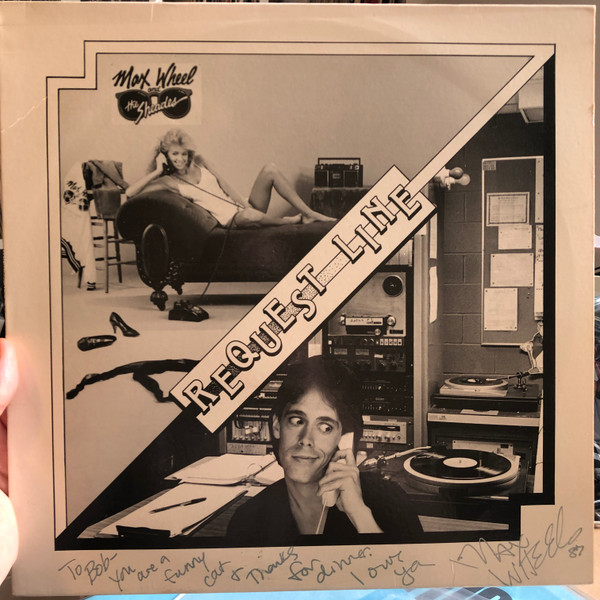 Max Wheel
and
the Shades
REQUEST LINE
To Bob-
You are a funny cat & Thanks for dinner. I owe ya
MAX WHEEL
87